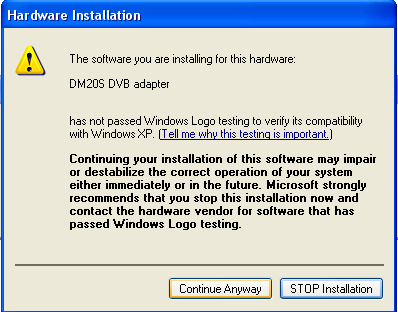 Hardware Installation
The software you are installing for this hardware:
DM20S DVB adapter
has not passed Windows Logo testing to verify its compatibility
with Windows XP. (Tell me why this testing is important.)
Continuing your installation of this software may impair
or destabilize the correct operation of your system
either immediately or in the future. Microsoft strongly
recommends that you stop this installation now and
contact the hardware vendor for software that has
passed Windows Logo testing.
Continue Anyway
STOP Installation